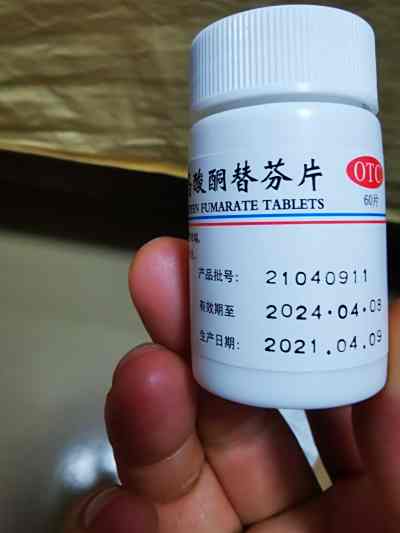 酸酮替芬片
OTC
FUMARATE TABLETS
60片
产品批号: 21040911
有效期至 2024.04.08
生产日期: 2021.04.09